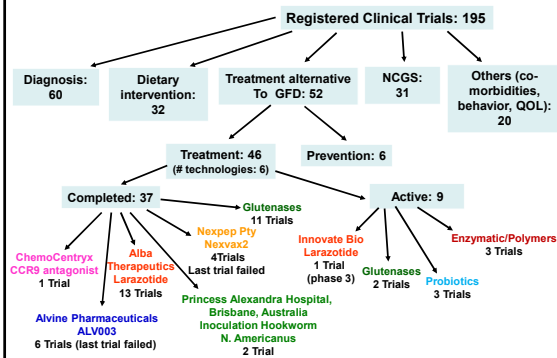 Registered Clinical Trials: 195
Diagnosis:
60
Dietary
intervention:
32
Treatment alternative
To GFD: 52
NCGS:
31
Others (co-
morbidities,
behavior, QOL):
20
Treatment: 46
(# technologies: 6)
Prevention: 6
Completed: 37
Active: 9
Glutenases
11 Trials
Nexpep Pty
Nexvax2
4Trials
Last trial failed
ChemoCentryx
CCR9 antagonist
1 Trial
Alba
Therapeutics
Larazotide
13 Trials
Alvine Pharmaceuticals
ALV003
6 Trials (last trial failed)
Princess Alexandra Hospital,
Brisbane, Australia
Inoculation Hookworm
N. Americanus
2 Trial
Innovate Bio
Larazotide
1 Trial
(phase 3)
Glutenases
2 Trials
Probiotics
3 Trials
Enzymatic/Polymers
3 Trials